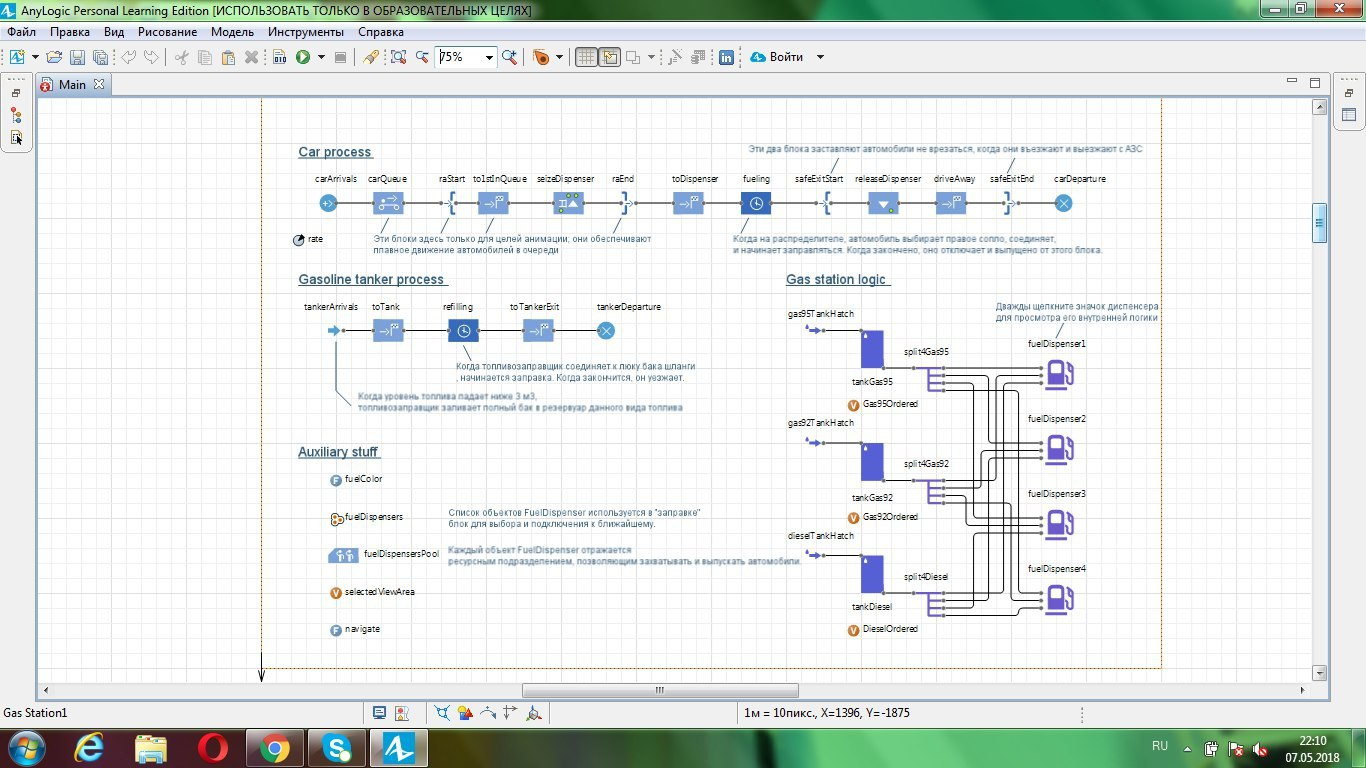 AnyLogic Personal Learning Edition [ИСПОЛЬЗОВАТЬ ТОЛЬКО В ОБРАЗОВАТЕЛЬНЫХ ЦЕЛЯХ]
Файл Правка Вид Рисование Модель Инструменты Справка
75% Войти
Main
Car process
Эти два блока заставляют автомобили не врезаться, когда они въезжают и выезжают с АЗС
carArrivals carQueue raStart to1stInQueue seizeDispenser raEnd toDispenser fueling safeExitStart releaseDispenser driveAway safeExitEnd carDeparture
rate
Эти блоки здесь только для целей анимации; они обеспечивают
плавное движение автомобилей в очереди
Когда на распределителе, автомобиль выбирает правое сопло, соединяет,
и начинает заправляться. Когда закончено, оно отключает и выпущено от этого блока.
Gasoline tanker process
tankerArrivals toTank refilling toTankerExit tankerDeparture
Когда топливозаправщик соединяет к люку бака шланги
, начинается заправка. Когда закончится, он уезжает.
Когда уровень топлива падает ниже 3 м3,
топливозаправщик заливает полный бак в резервуар данного вида топлива
Gas station logic
Дважды щелкните значок диспенсера
для просмотра его внутренней логики
gas95TankHatch
split4Gas95
tankGas95
Gas95Ordered
fuelDispenser1
gas92TankHatch
split4Gas92
tankGas92
Gas92Ordered
fuelDispenser2
fuelDispenser3
dieselTankHatch
split4Diesel
tankDiesel
DieselOrdered
fuelDispenser4
Auxiliary stuff
F fuelColor
fuelDispensers
Список объектов FuelDispenser используется в "заправке"
блок для выбора и подключения к ближайшему.
fuelDispensersPool
Каждый объект FuelDispenser отражается
ресурсным подразделением, позволяющим захватывать и выпускать автомобили.
V selectedViewArea
F navigate
Gas Station1
1м = 10пикс., X=1396, Y=-1875
RU
22:10
07.05.2018